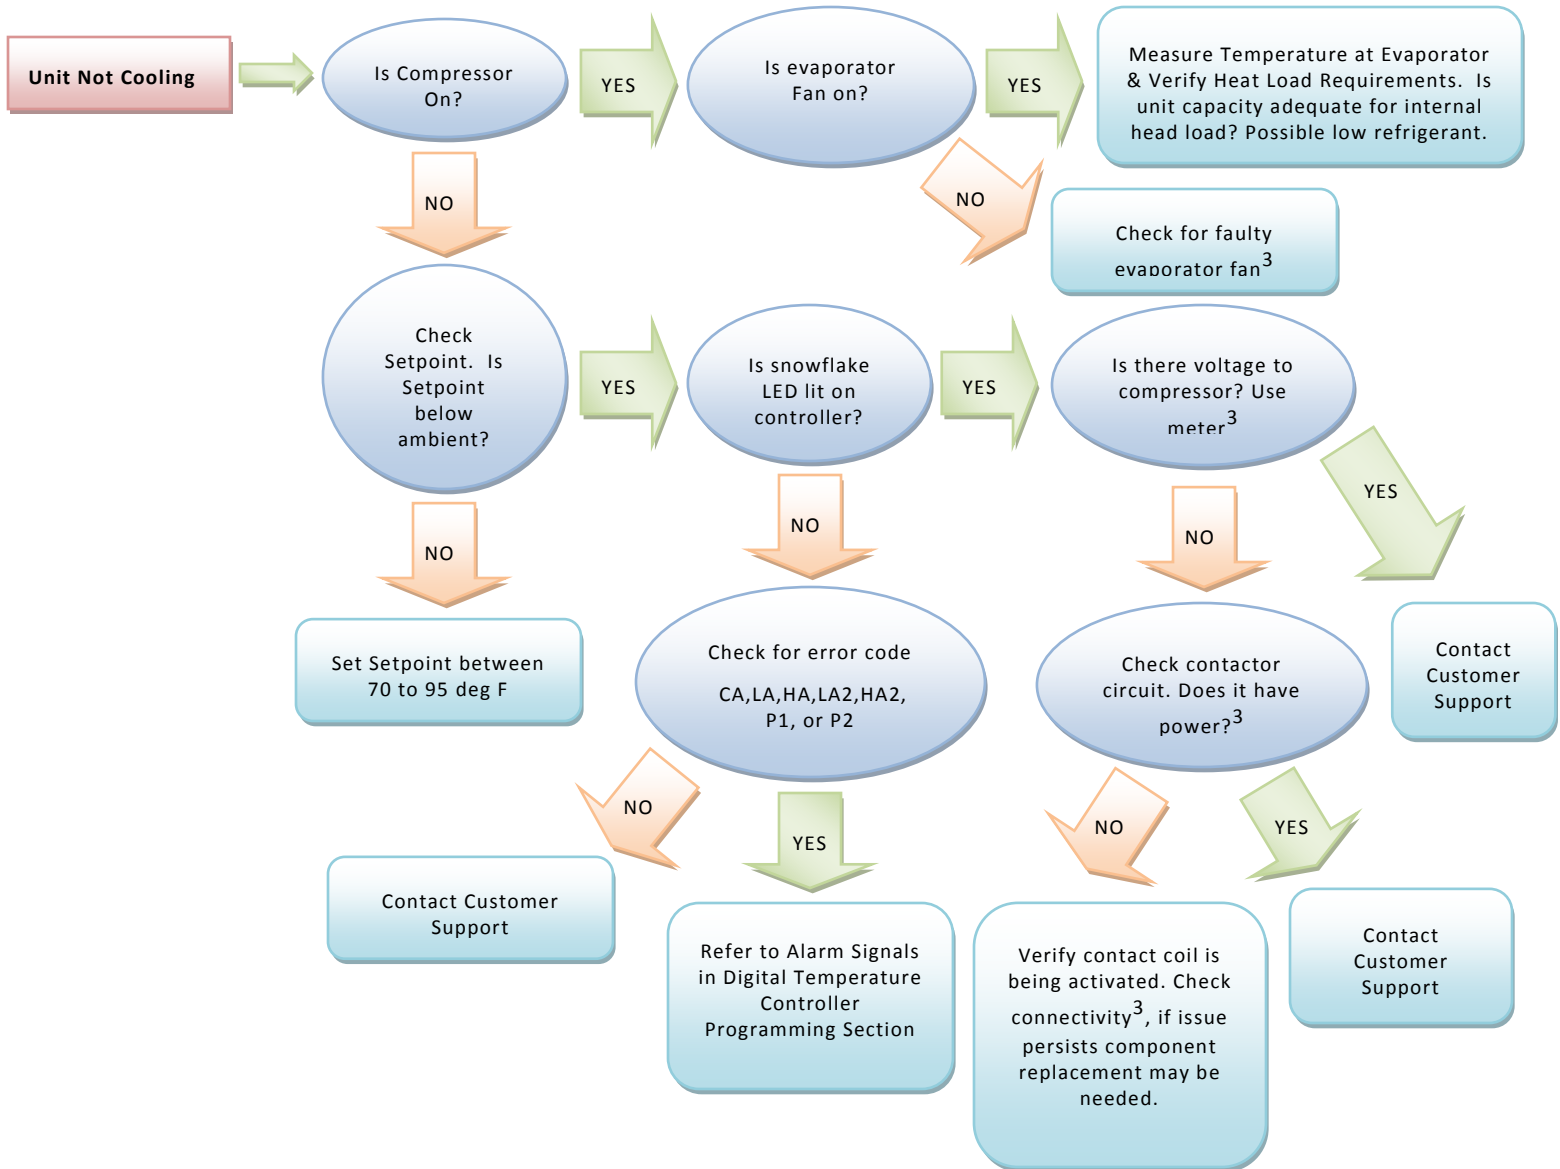 Unit Not Cooling
Is Compressor
On?
YES
Is evaporator
Fan on?
YES
Measure Temperature at Evaporator
& Verify Heat Load Requirements.  Is
unit capacity adequate for internal
head load? Possible low refrigerant.
NO
NO
Check for faulty
evaporator fan3
Check
Setpoint.  Is
Setpoint
below
ambient?
YES
Is snowflake
LED lit on
controller?
YES
Is there voltage to
compressor? Use
meter3
YES
NO
NO
NO
Set Setpoint between
70 to 95 deg F
Check for error code
CA,LA,HA,LA2,HA2,
P1, or P2
Check contactor
circuit. Does it have
power?3
Contact
Customer
Support
NO
YES
NO
YES
Contact Customer
Support
Refer to Alarm Signals
in Digital Temperature
Controller
Programming Section
Verify contact coil is
being activated. Check
connectivity3, if issue
persists component
replacement may be
needed.
Contact
Customer
Support